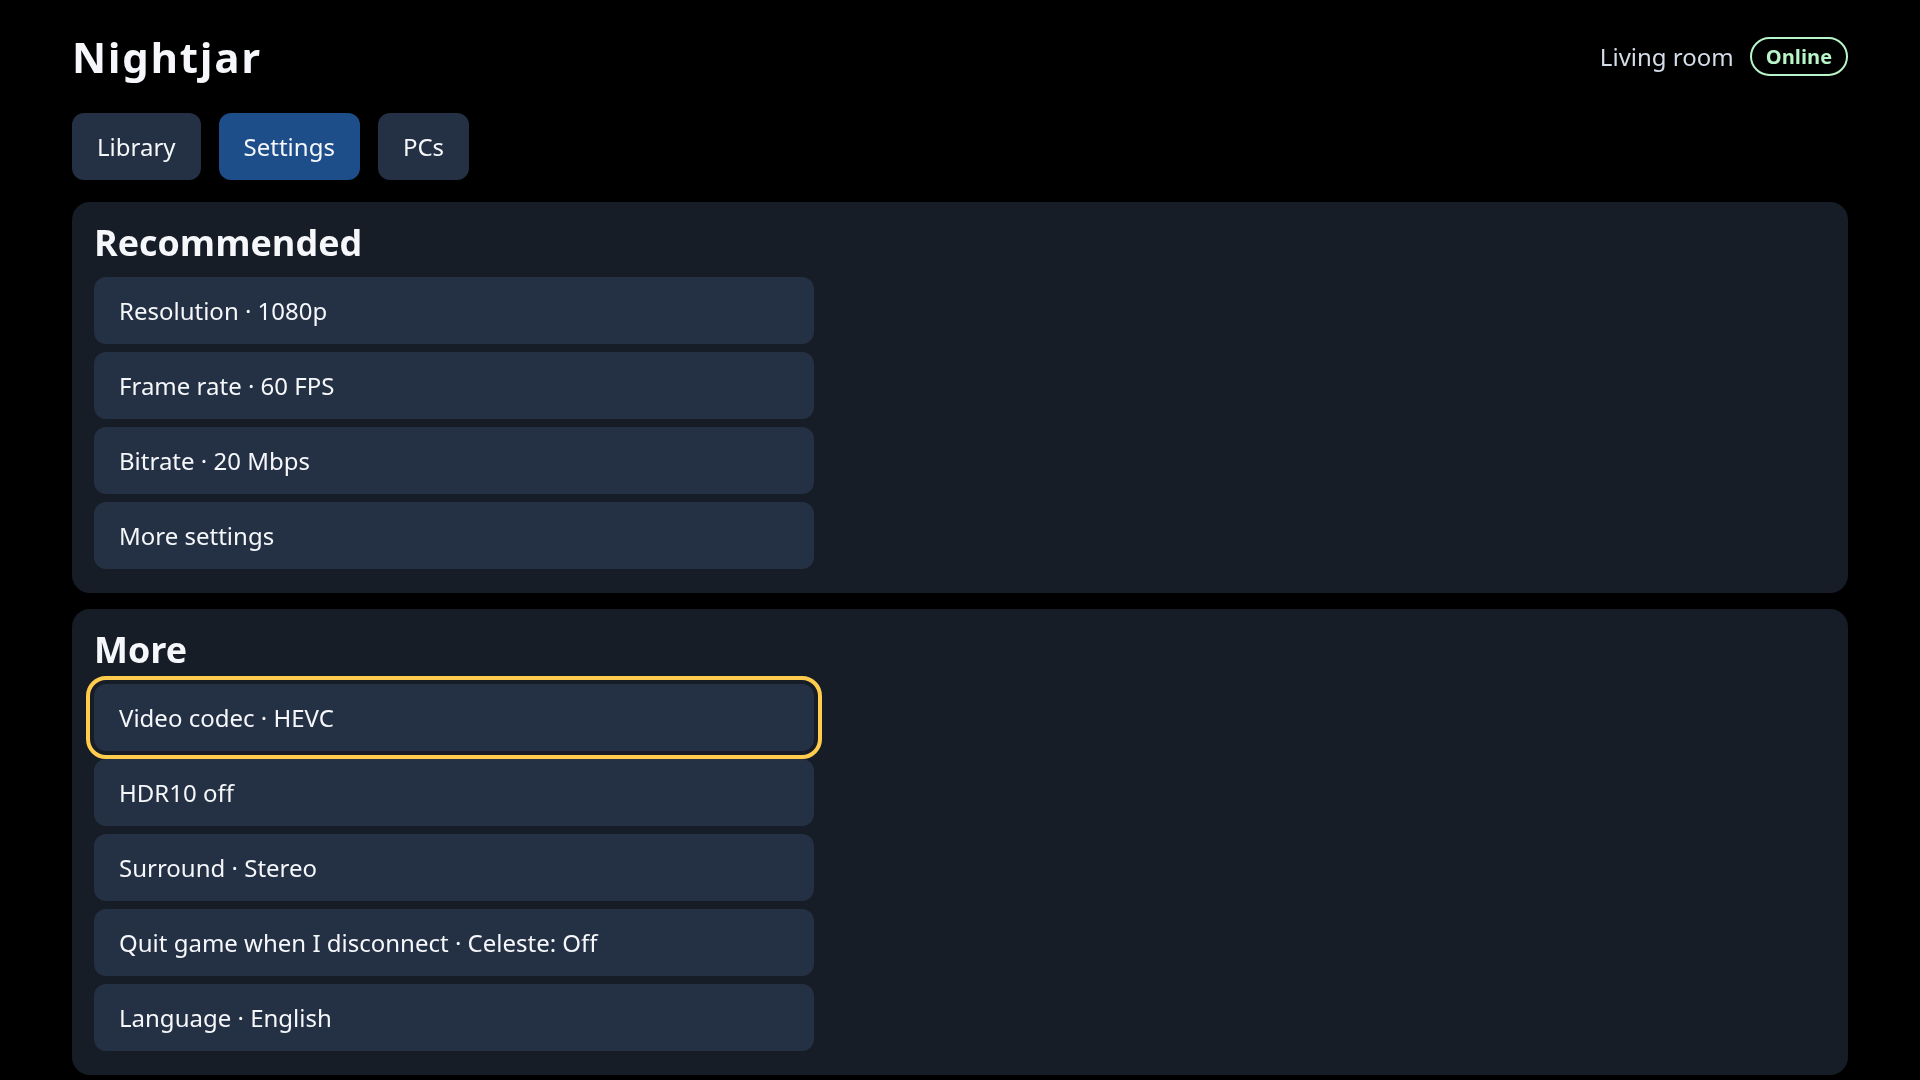 Nightjar
Living room
Online
Library
Settings
PCs
Recommended
Resolution · 1080p
Frame rate · 60 FPS
Bitrate · 20 Mbps
More settings
More
Video codec · HEVC
HDR10 off
Surround · Stereo
Quit game when I disconnect · Celeste: Off
Language · English